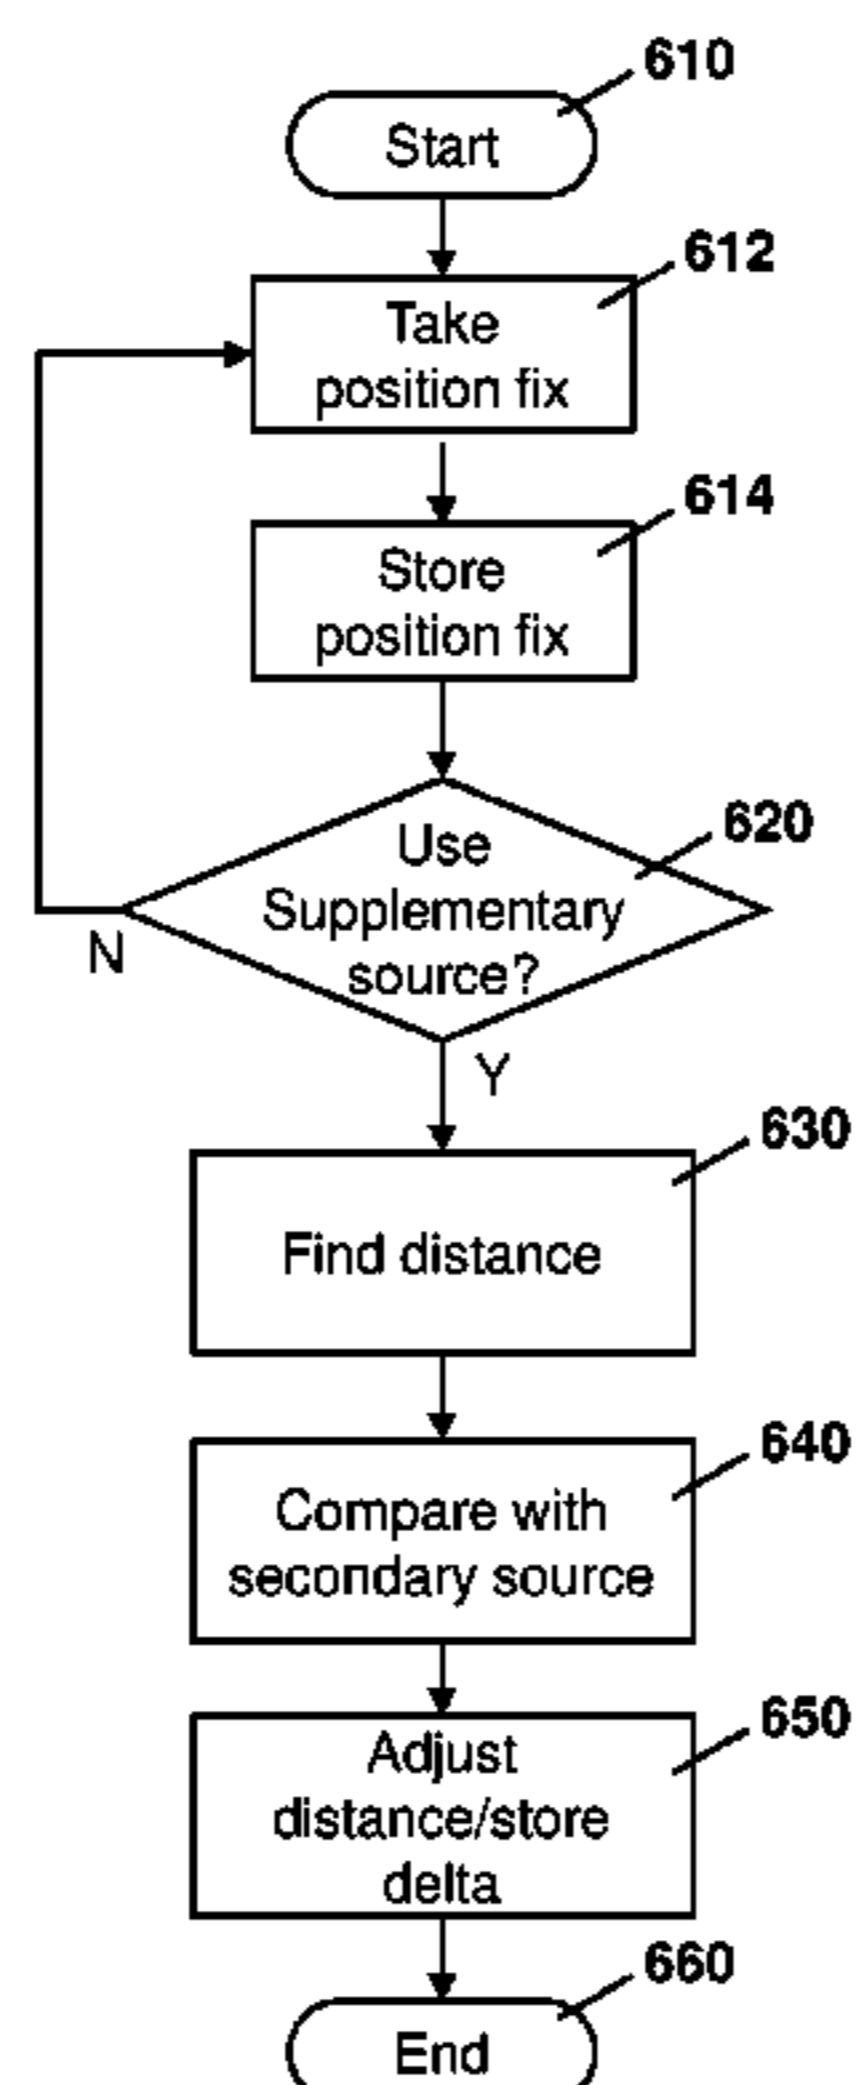 610
Start
612
Take
position fix
614
Store
position fix
620
Use
Supplementary
source?
N
Y
630
Find distance
640
Compare with
secondary source
650
Adjust
distance/store
delta
660
End